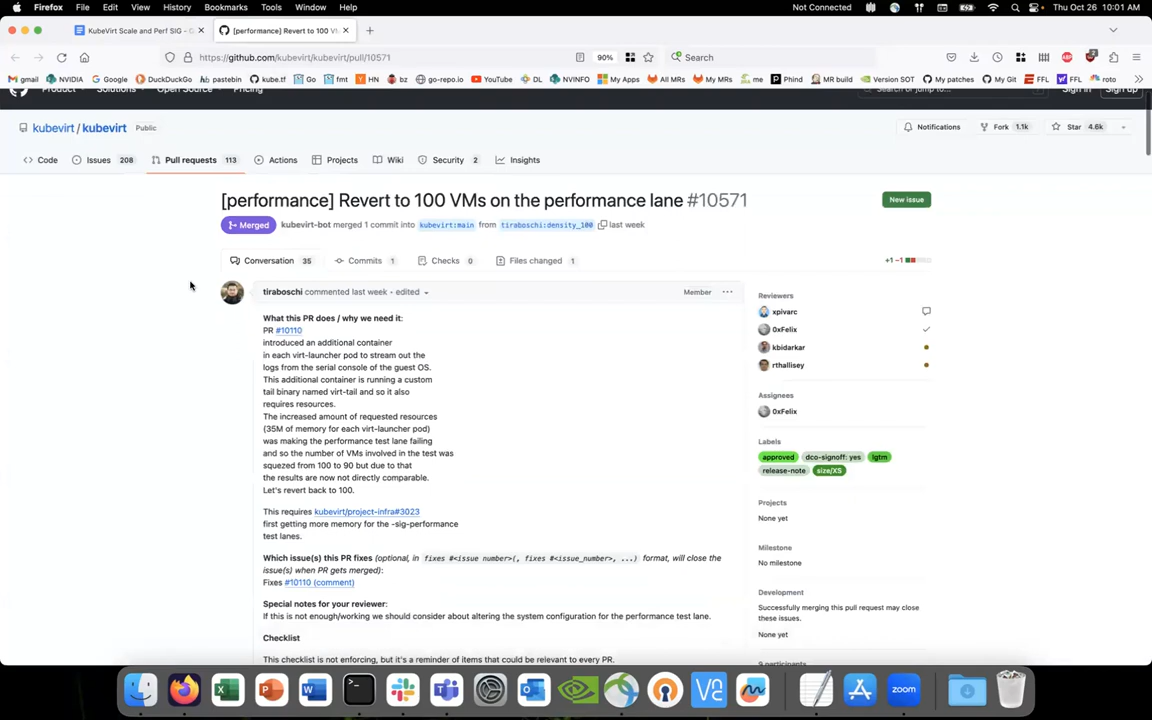 Firefox File Edit View History Bookmarks Tools Window Help Not Connected Thu Oct 26 10:01 AM
KubeVirt Scale and Perf SIG - G [performance] Revert to 100 VM
https://github.com/kubevirt/kubevirt/pull/10571 90% Search
gmail NVIDIA Google DuckDuckGo pastebin kube.tf Go fmt HN bz go-repo.io YouTube DL NVINFO My Apps All MRs My MRs me Phind MR build Version SOT My patches My Git FFL FFL roto
Product Solutions Open Source Pricing Search or jump to... Sign in Sign up
kubevirt / kubevirt Public Notifications Fork 1.1k Star 4.6k
Code Issues 208 Pull requests 113 Actions Projects Wiki Security 2 Insights
[performance] Revert to 100 VMs on the performance lane #10571 New issue
Merged kubevirt-bot merged 1 commit into kubevirt:main from tiraboschi:density_100 last week
Conversation 35 Commits 1 Checks 0 Files changed 1 +1 −1
tiraboschi commented last week • edited Member
What this PR does / why we need it:
PR #10110
introduced an additional container
in each virt-launcher pod to stream out the
logs from the serial console of the guest OS.
This additional container is running a custom
tail binary named virt-tail and so it also
requires resources.
The increased amount of requested resources
(35M of memory for each virt-launcher pod)
was making the performance test lane failing
and so the number of VMs involved in the test was
squezed from 100 to 90 but due to that
the results are now not directly comparable.
Let's revert back to 100.
This requires kubevirt/project-infra#3023
first getting more memory for the -sig-performance
test lanes.
Which issue(s) this PR fixes (optional, in fixes #<issue number>(, fixes #<issue_number>, ...) format, will close the
issue(s) when PR gets merged):
Fixes #10110 (comment)
Special notes for your reviewer:
If this is not enough/working we should consider about altering the system configuration for the performance test lane.
Checklist
This checklist is not enforcing, but it's a reminder of items that could be relevant to every PR.
Reviewers
xpivarc
0xFelix
kbidarkar
rthallisey
Assignees
0xFelix
Labels
approved dco-signoff: yes lgtm
release-note size/XS
Projects
None yet
Milestone
No milestone
Development
Successfully merging this pull request may close
these issues.
None yet
9 participants
zoom